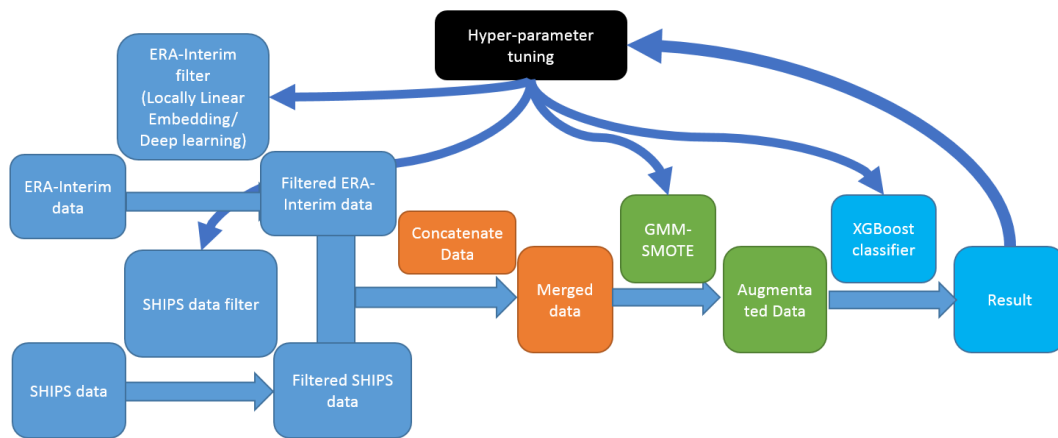 Hyper-parameter
tuning
ERA-Interim
filter
(Locally Linear
Embedding/
Deep learning)
ERA-Interim
data
Filtered ERA-
Interim data
SHIPS data filter
SHIPS data
Filtered SHIPS
data
Concatenate
Data
Merged
data
GMM-
SMOTE
Augmenta
ted Data
XGBoost
classifier
Result